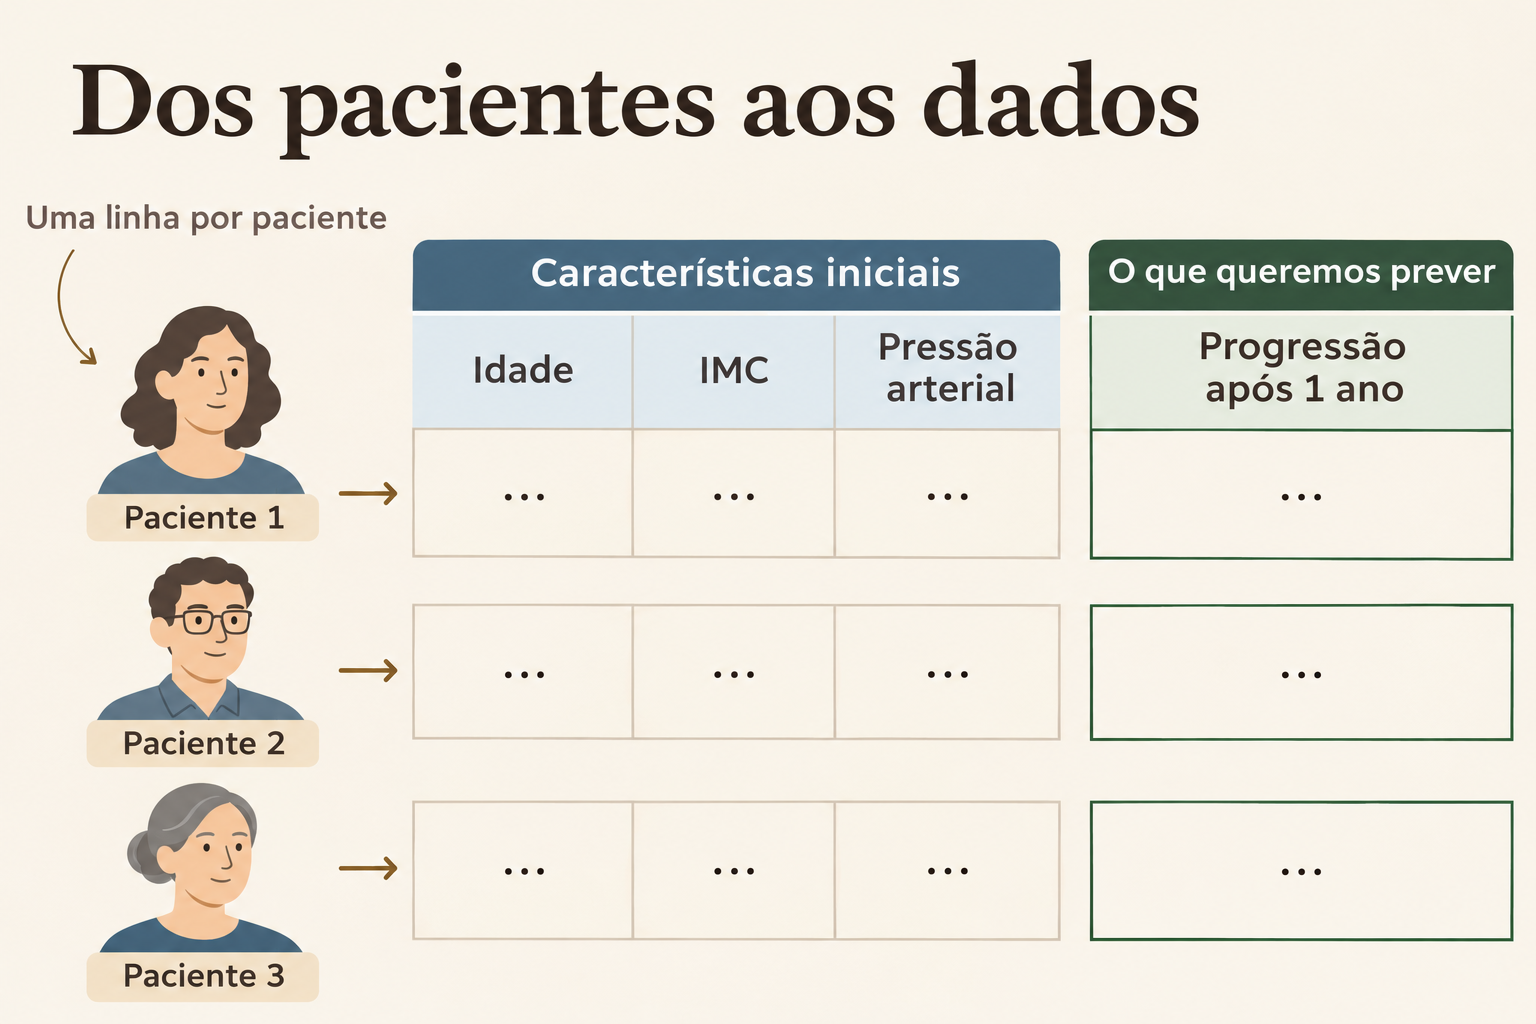 Dos pacientes aos dados
Uma linha por paciente
Características iniciais
O que queremos prever
Idade
IMC
Pressão
arterial
Progressão
após 1 ano
Paciente 1
...
...
...
...
Paciente 2
...
...
...
...
Paciente 3
...
...
...
...